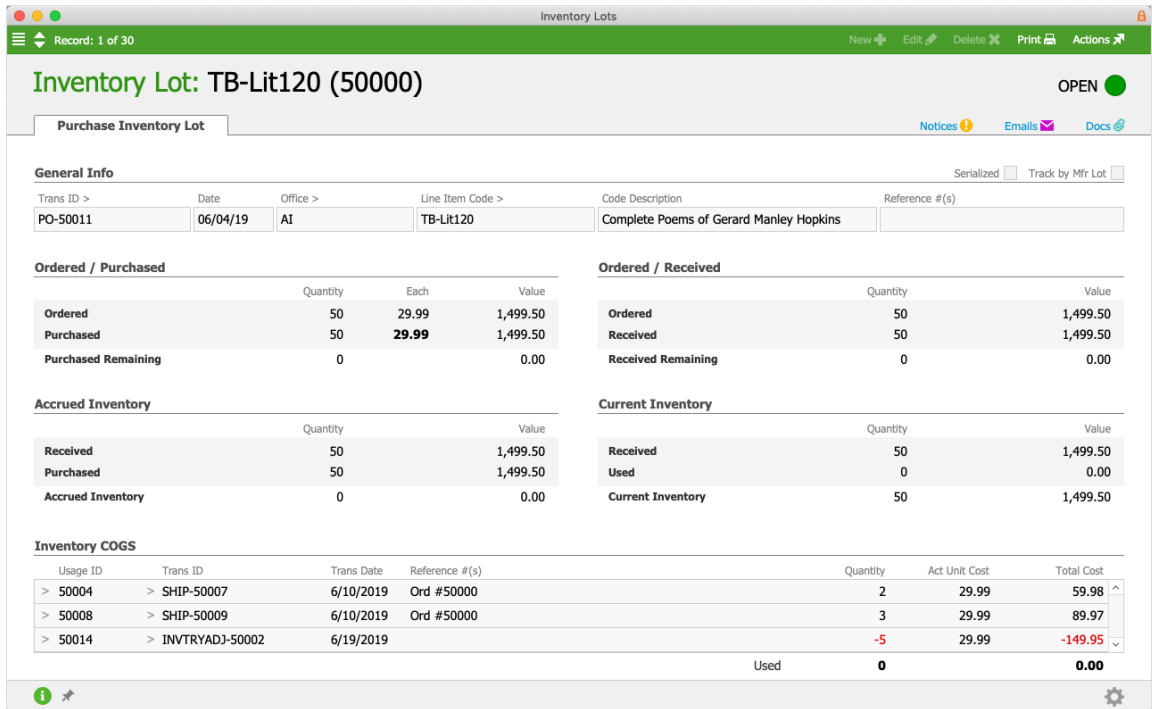 Inventory Lots
Record: 1 of 30 New Edit Delete Print Actions
Inventory Lot: TB-Lit120 (50000) OPEN
Purchase Inventory Lot Notices Emails Docs
General Info Serialized Track by Mfr Lot
Trans ID > Date Office > Line Item Code > Code Description Reference #(s)
PO-50011 06/04/19 AI TB-Lit120 Complete Poems of Gerard Manley Hopkins
Ordered / Purchased Ordered / Received
Quantity Each Value Quantity Value
Ordered 50 29.99 1,499.50 Ordered 50 1,499.50
Purchased 50 29.99 1,499.50 Received 50 1,499.50
Purchased Remaining 0 0.00 Received Remaining 0 0.00
Accrued Inventory Current Inventory
Quantity Value Quantity Value
Received 50 1,499.50 Received 50 1,499.50
Purchased 50 1,499.50 Used 0 0.00
Accrued Inventory 0 0.00 Current Inventory 50 1,499.50
Inventory COGS
Usage ID Trans ID Trans Date Reference #(s) Quantity Act Unit Cost Total Cost
> 50004 > SHIP-50007 6/10/2019 Ord #50000 2 29.99 59.98
> 50008 > SHIP-50009 6/10/2019 Ord #50000 3 29.99 89.97
> 50014 > INVTRYADJ-50002 6/19/2019 -5 29.99 -149.95
Used 0 0.00